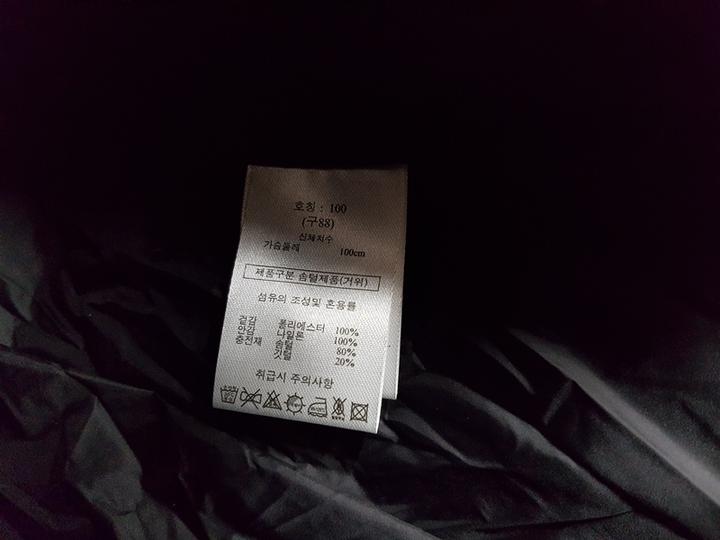 호칭 : 100
(구88)
신체치수
가슴둘레 100cm
제품구분 솜털제품(거위)
섬유의 조성및 혼용률
겉감 폴리에스터 100%
안감 나일론 100%
충전재 솜털 80%
깃털 20%
취급시 주의사항